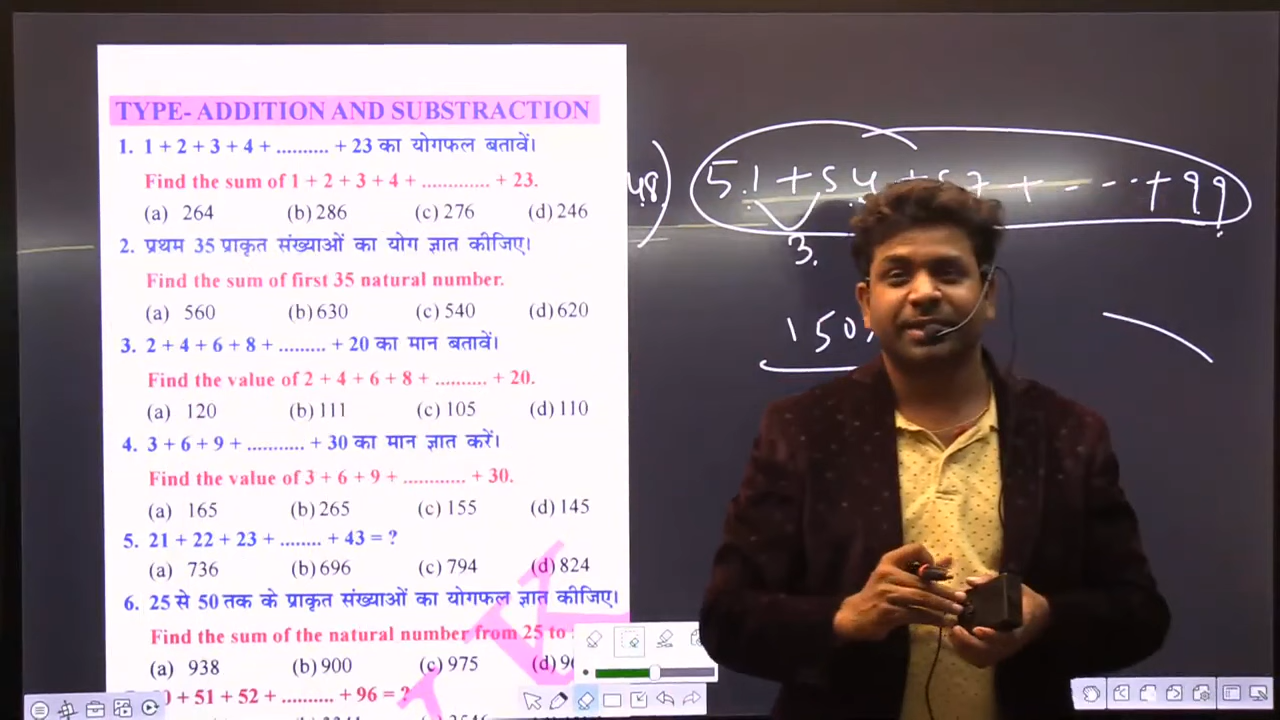 TYPE- ADDITION AND SUBSTRACTION
1. 1 + 2 + 3 + 4 + .......... + 23 का योगफल बतावें।
Find the sum of 1 + 2 + 3 + 4 + ............. + 23.
(a) 264 (b) 286 (c) 276 (d) 246
2. प्रथम 35 प्राकृत संख्याओं का योग ज्ञात कीजिए।
Find the sum of first 35 natural number.
(a) 560 (b) 630 (c) 540 (d) 620
3. 2 + 4 + 6 + 8 + ......... + 20 का मान बतावें।
Find the value of 2 + 4 + 6 + 8 + .......... + 20.
(a) 120 (b) 111 (c) 105 (d) 110
4. 3 + 6 + 9 + ........... + 30 का मान ज्ञात करें।
Find the value of 3 + 6 + 9 + ............ + 30.
(a) 165 (b) 265 (c) 155 (d) 145
5. 21 + 22 + 23 + ........ + 43 = ?
(a) 736 (b) 696 (c) 794 (d) 824
6. 25 से 50 तक के प्राकृत संख्याओं का योगफल ज्ञात कीजिए।
Find the sum of the natural number from 25 to
(a) 938 (b) 900 (c) 975 (d)
+ 51 + 52 + .......... + 96 = ?
48) 51 + 54 + 57 + ... + 99
3.
150